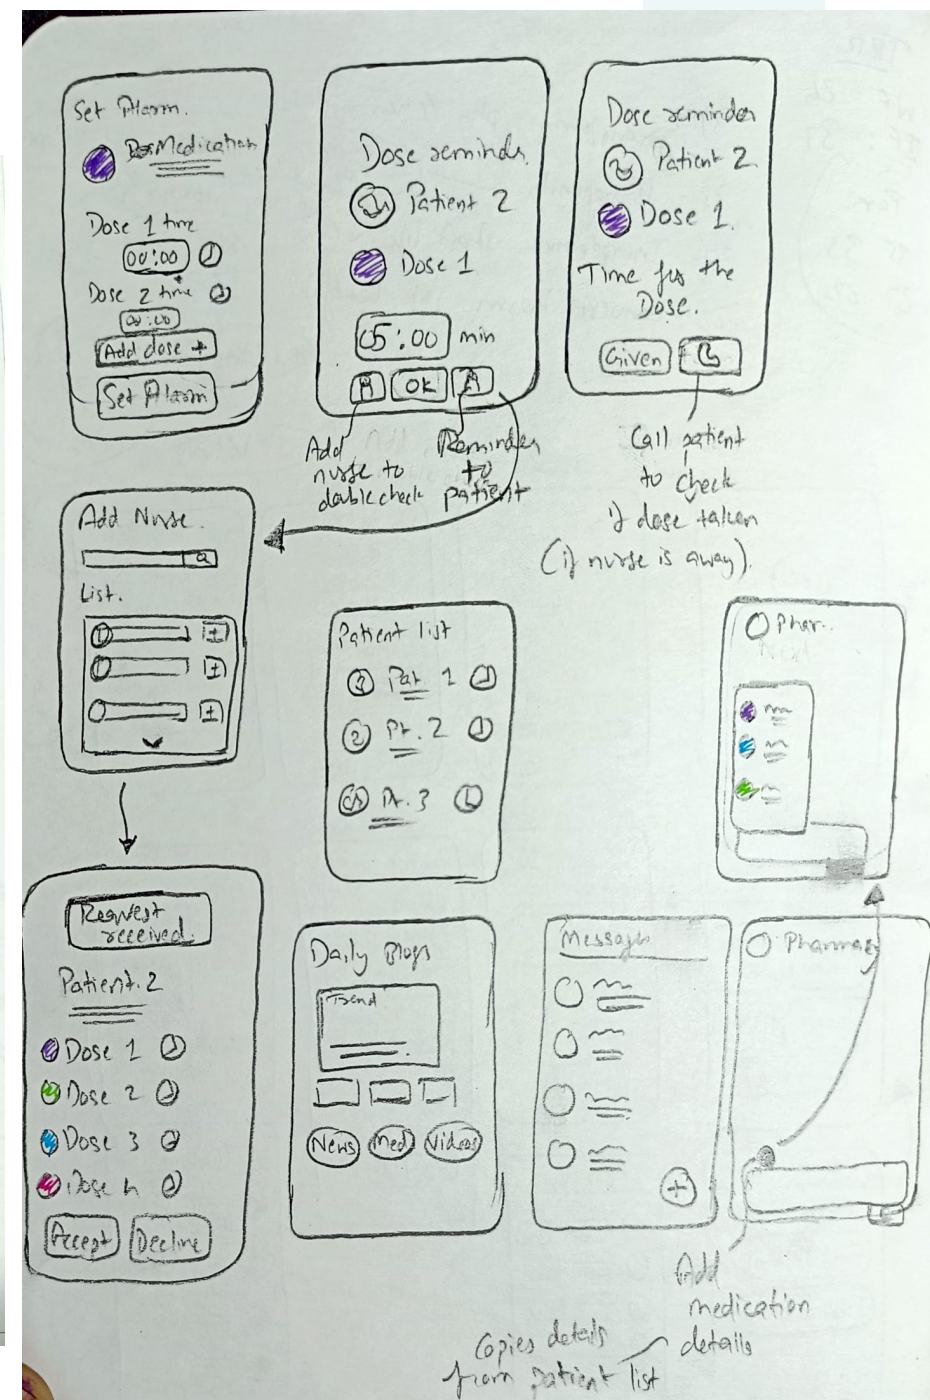 Set Alarm.
Medication
Dose 1 time
00:00
Dose 2 time
00:00
Add dose +
Set Alarm
Dose reminder.
Patient 2
Dose 1
05:00 min
OK
Add
nurse to
double check
Reminder
to
patient
Dose reminder
Patient 2.
Dose 1.
Time for the
Dose.
Given
Call patient
to check
if dose taken
(if nurse is away).
Add Nurse.
List.
+
+
+
Patient list
Pat 1
Pt. 2
Pt. 3
Phar..
Request
received.
Patient. 2
Dose 1
Dose 2
Dose 3
Dose n
Accept
Decline
Daily Blogs
Trend
News
Med
Videos
Messages
+
Pharmacy
Add
medication
details
Copies details
from patient list